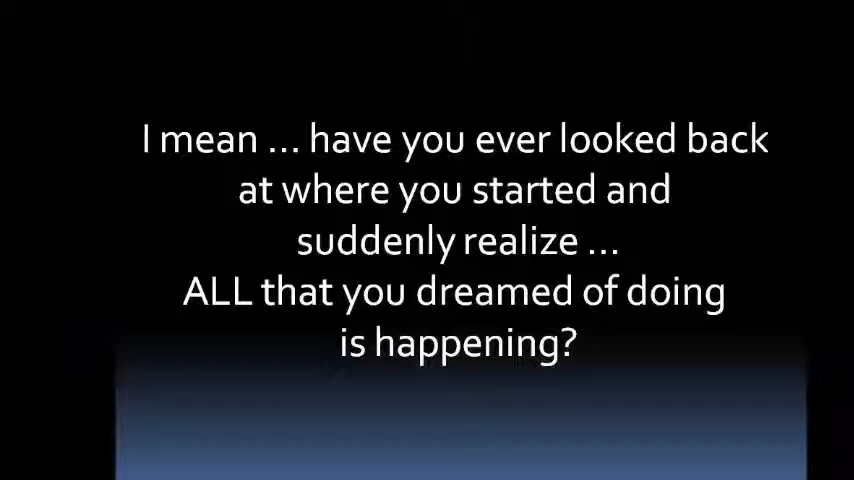 I mean ... have you ever looked back
at where you started and
suddenly realize ...
ALL that you dreamed of doing
is happening?